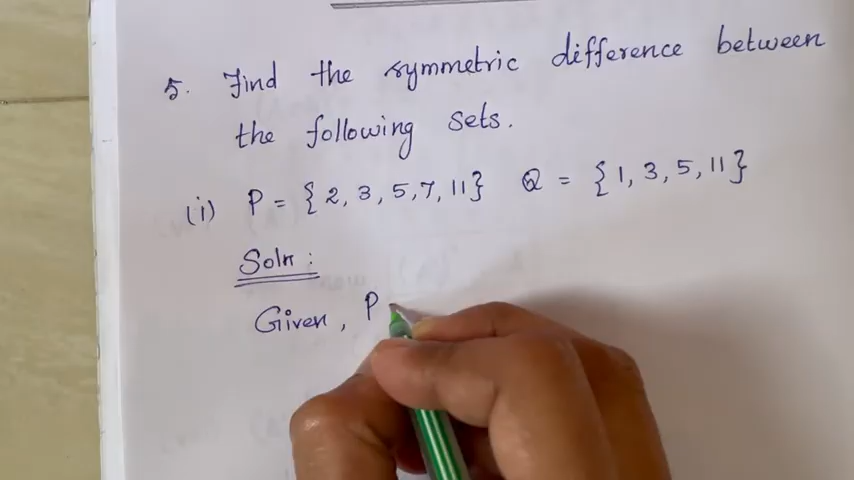 5. Find the symmetric difference between
the following sets.
(i) P = {2, 3, 5, 7, 11} Q = {1, 3, 5, 11}
Soln :
Given, P